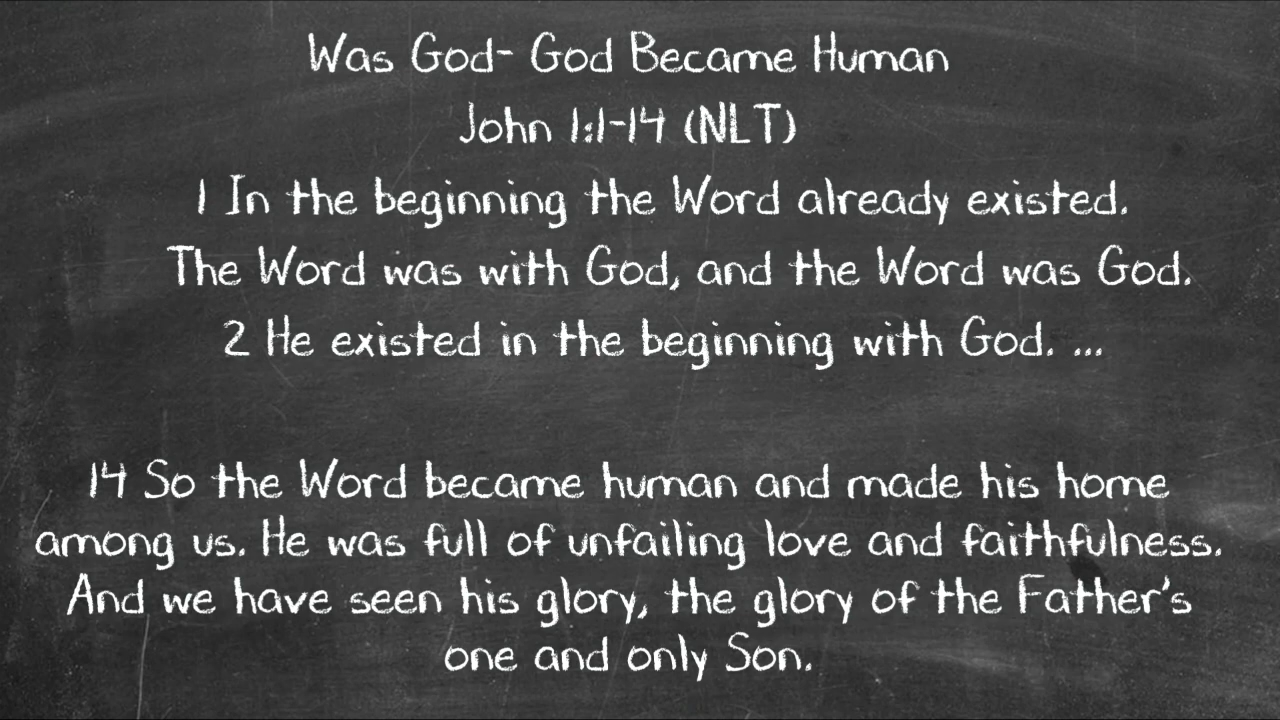 Was God- God Became Human
John 1:1-14 (NLT)
1 In the beginning the Word already existed.
The Word was with God, and the Word was God.
2 He existed in the beginning with God. ...
14 So the Word became human and made his home
among us. He was full of unfailing love and faithfulness.
And we have seen his glory, the glory of the Father's
one and only Son.